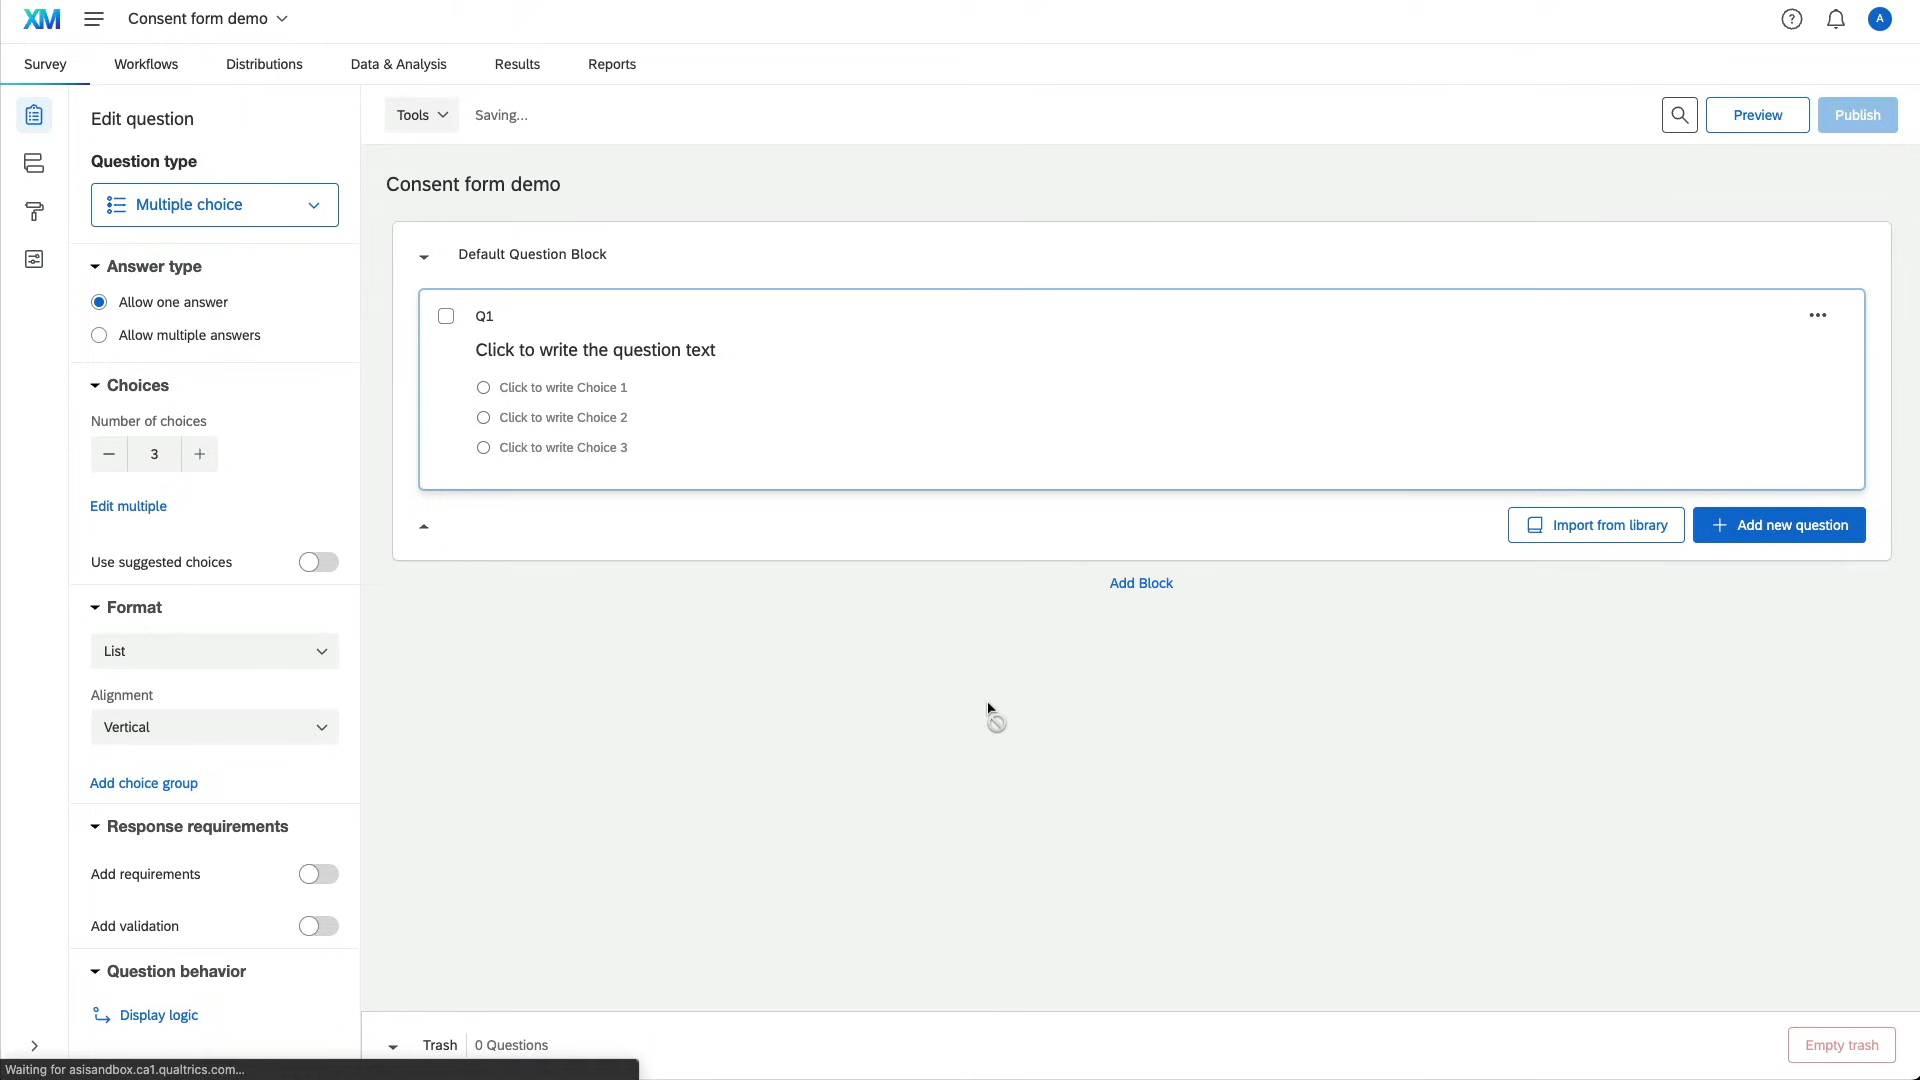 XM Consent form demo ? A
Survey Workflows Distributions Data & Analysis Results Reports
Edit question
Tools Saving... Preview Publish
Question type
Multiple choice
Answer type
Allow one answer
Allow multiple answers
Choices
Number of choices
− 3 +
Edit multiple
Use suggested choices
Format
List
Alignment
Vertical
Add choice group
Response requirements
Add requirements
Add validation
Question behavior
Display logic
Consent form demo
Default Question Block
Q1
Click to write the question text
Click to write Choice 1
Click to write Choice 2
Click to write Choice 3
Import from library + Add new question
Add Block
Trash 0 Questions Empty trash
Waiting for asisandbox.ca1.qualtrics.com...